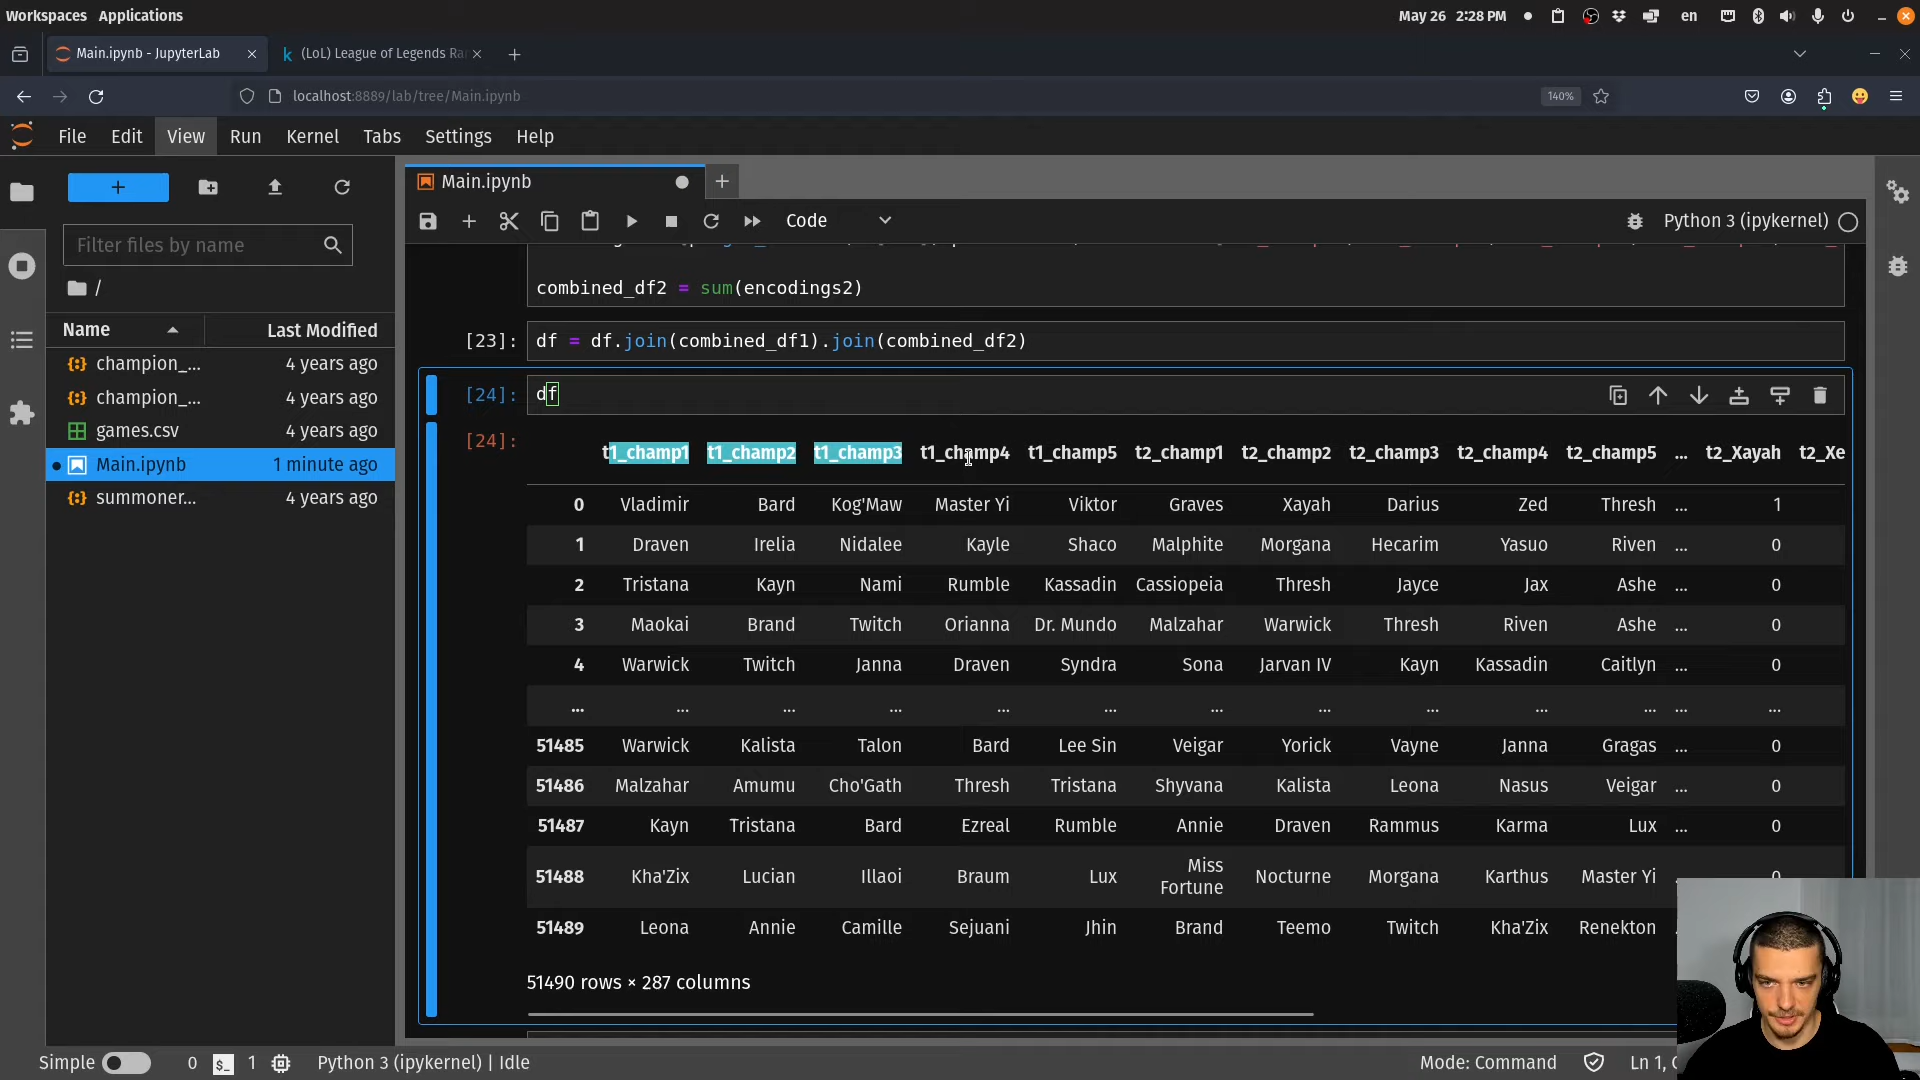 Workspaces Applications May 26 2:28 PM en
Main.ipynb - JupyterLab (LoL) League of Legends Ra
localhost:8889/lab/tree/Main.ipynb 140%
File Edit View Run Kernel Tabs Settings Help
Main.ipynb
Code Python 3 (ipykernel)
Filter files by name
/
Name Last Modified
champion_... 4 years ago
champion_... 4 years ago
games.csv 4 years ago
Main.ipynb 1 minute ago
summoner... 4 years ago
combined_df2 = sum(encodings2)
[23]: df = df.join(combined_df1).join(combined_df2)
[24]: df
[24]:
t1_champ1 t1_champ2 t1_champ3 t1_champ4 t1_champ5 t2_champ1 t2_champ2 t2_champ3 t2_champ4 t2_champ5 ... t2_Xayah t2_Xe
0 Vladimir Bard Kog'Maw Master Yi Viktor Graves Xayah Darius Zed Thresh ... 1
1 Draven Irelia Nidalee Kayle Shaco Malphite Morgana Hecarim Yasuo Riven ... 0
2 Tristana Kayn Nami Rumble Kassadin Cassiopeia Thresh Jayce Jax Ashe ... 0
3 Maokai Brand Twitch Orianna Dr. Mundo Malzahar Warwick Thresh Riven Ashe ... 0
4 Warwick Twitch Janna Draven Syndra Sona Jarvan IV Kayn Kassadin Caitlyn ... 0
... ... ... ... ... ... ... ... ... ... ... ... ...
51485 Warwick Kalista Talon Bard Lee Sin Veigar Yorick Vayne Janna Gragas ... 0
51486 Malzahar Amumu Cho'Gath Thresh Tristana Shyvana Kalista Leona Nasus Veigar ... 0
51487 Kayn Tristana Bard Ezreal Rumble Annie Draven Rammus Karma Lux ... 0
51488 Kha'Zix Lucian Illaoi Braum Lux Miss Fortune Nocturne Morgana Karthus Master Yi ... 0
51489 Leona Annie Camille Sejuani Jhin Brand Teemo Twitch Kha'Zix Renekton
51490 rows × 287 columns
Simple 0 $_ 1 Python 3 (ipykernel) | Idle Mode: Command Ln 1,